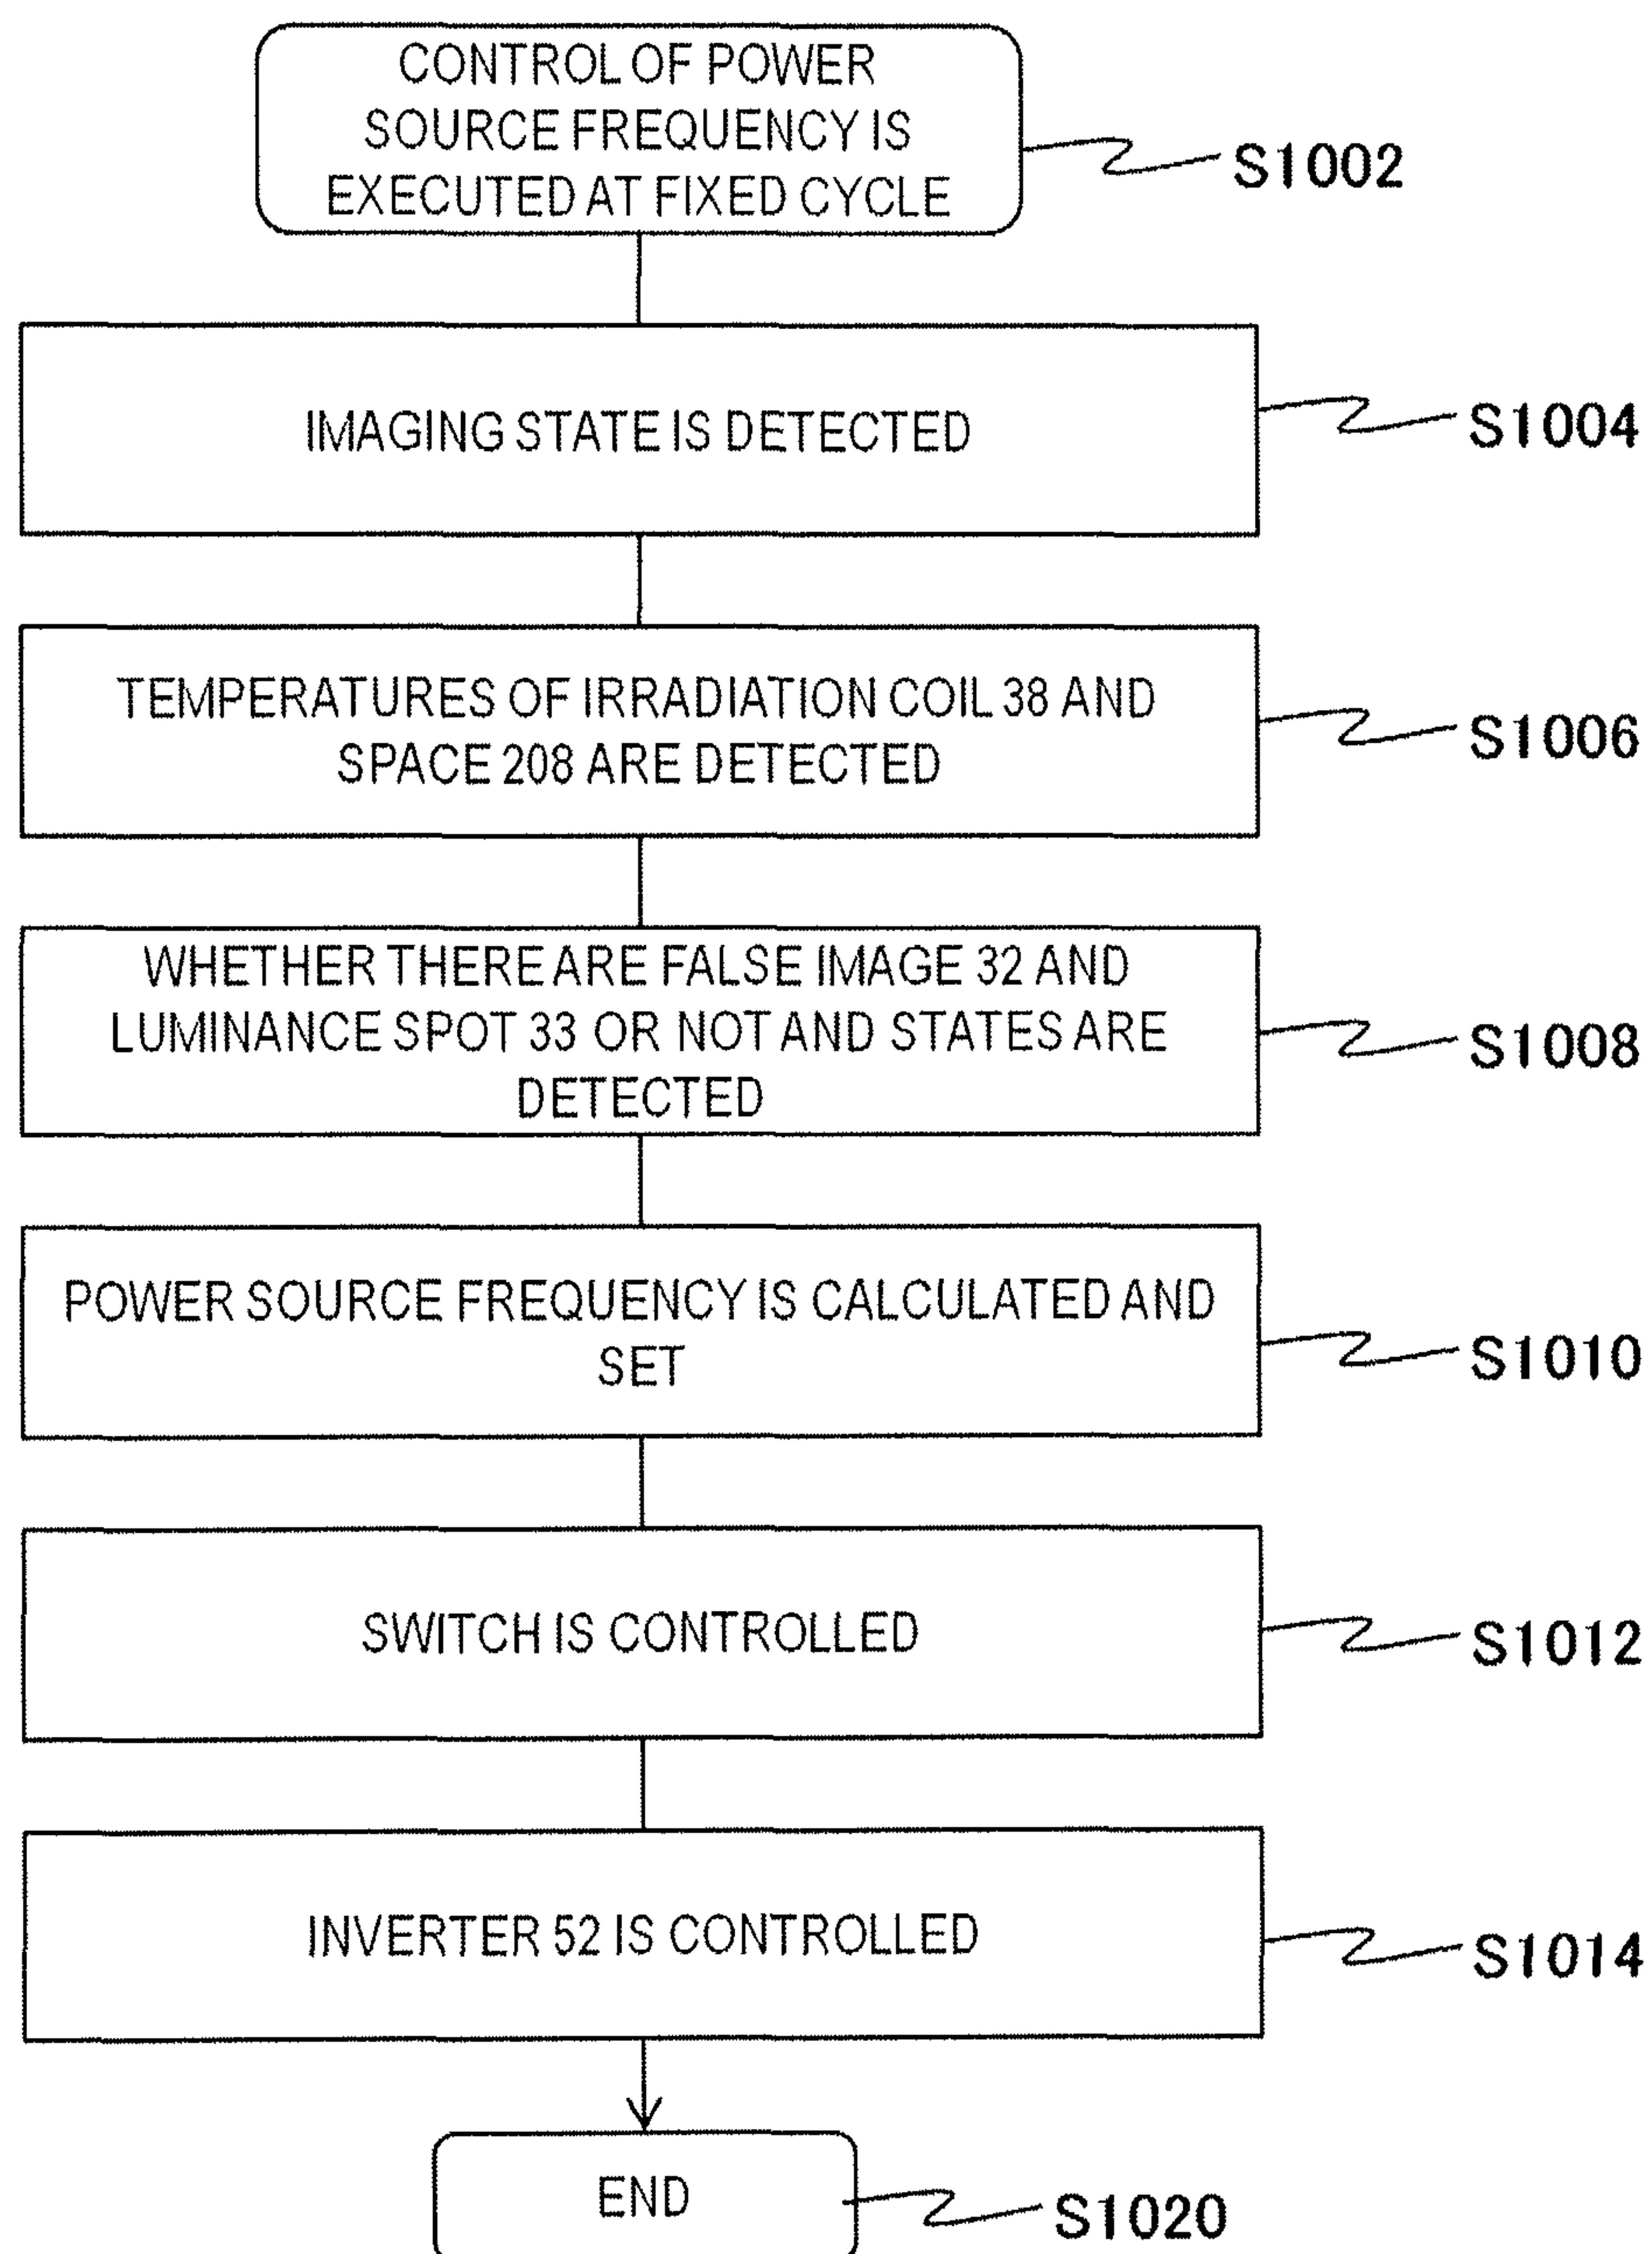 CONTROL OF POWER
SOURCE FREQUENCY IS
EXECUTED AT FIXED CYCLE
S1002
IMAGING STATE IS DETECTED
S1004
TEMPERATURES OF IRRADIATION COIL 38 AND
SPACE 208 ARE DETECTED
S1006
WHETHER THERE ARE FALSE IMAGE 32 AND
LUMINANCE SPOT 33 OR NOT AND STATES ARE
DETECTED
S1008
POWER SOURCE FREQUENCY IS CALCULATED AND
SET
S1010
SWITCH IS CONTROLLED
S1012
INVERTER 52 IS CONTROLLED
S1014
END
S1020